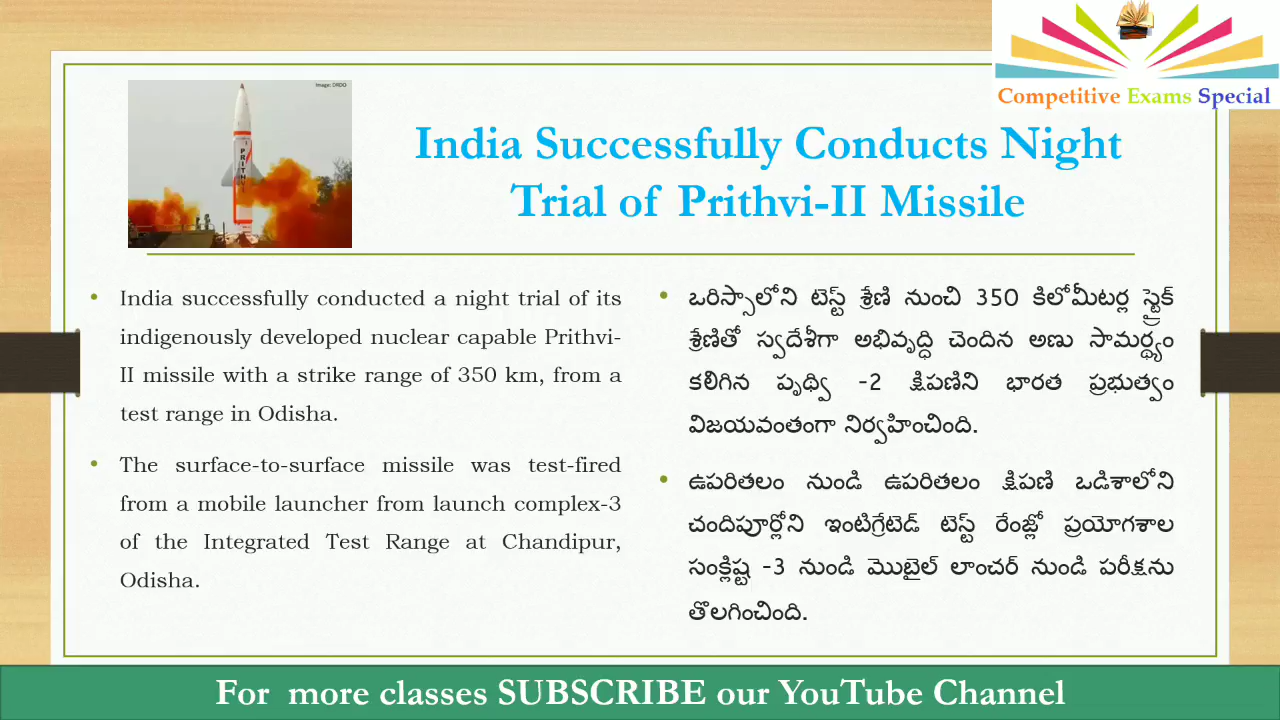 Image: DRDO
Competitive Exams Special
PRITHVI
India Successfully Conducts Night
Trial of Prithvi-II Missile
• India successfully conducted a night trial of its
indigenously developed nuclear capable Prithvi-
II missile with a strike range of 350 km, from a
test range in Odisha.
• The surface-to-surface missile was test-fired
from a mobile launcher from launch complex-3
of the Integrated Test Range at Chandipur,
Odisha.
• ఒరిస్సాలోని టెస్ట్ శ్రేణి నుంచి 350 కిలోమీటర్ల స్ట్రైక్
శ్రేణితో స్వదేశీగా అభివృద్ధి చెందిన అణు సామర్థ్యం
కలిగిన పృథ్వి -2 క్షిపణిని భారత ప్రభుత్వం
విజయవంతంగా నిర్వహించింది.
• ఉపరితలం నుండి ఉపరితలం క్షిపణి ఒడిశాలోని
చందిపూర్లోని ఇంటిగ్రేటెడ్ టెస్ట్ రేంజ్లో ప్రయోగశాల
సంక్లిష్ట -3 నుండి మొబైల్ లాంచర్ నుండి పరీక్షను
తొలగించింది.
For more classes SUBSCRIBE our YouTube Channel